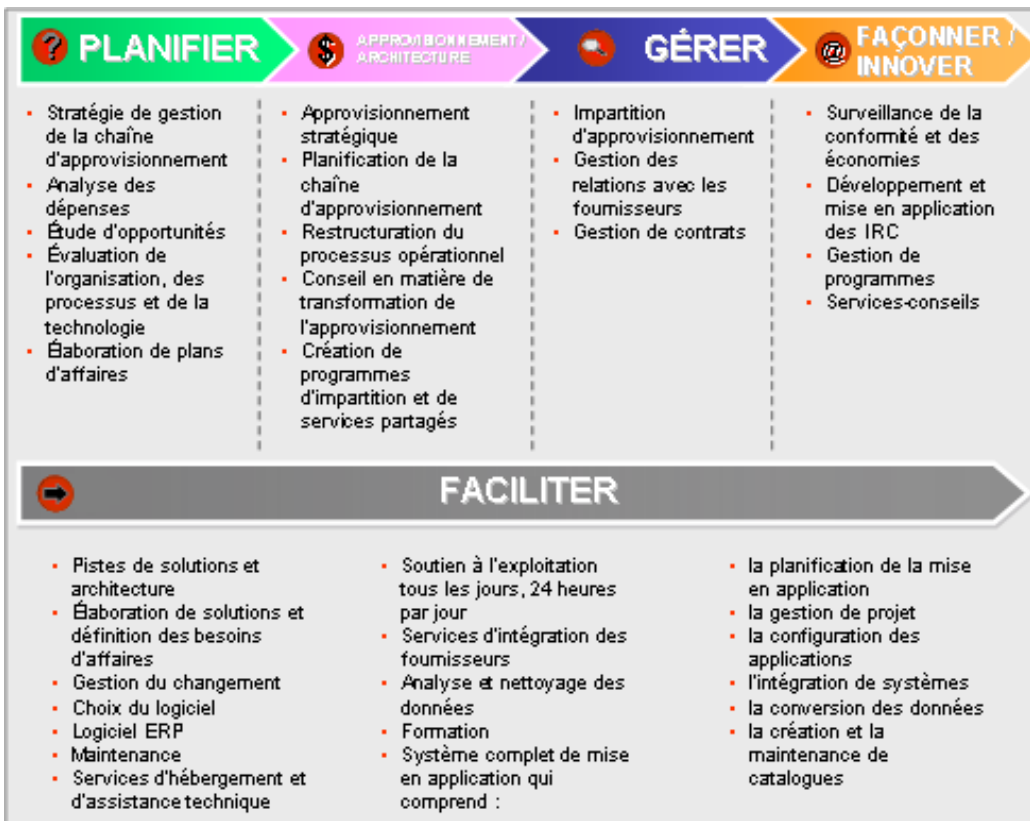 PLANIFIER
APPROVISIONNEMENT /
ARCHITECTURE
GÉRER
FAÇONNER /
INNOVER
Stratégie de gestion
de la chaîne
d'approvisionnement
Analyse des
dépenses
Étude d'opportunités
Évaluation de
l'organisation, des
processus et de la
technologie
Élaboration de plans
d'affaires
Approvisionnement
stratégique
Planification de la
chaîne
d'approvisionnement
Restructuration du
processus opérationnel
Conseil en matière de
transformation de
l'approvisionnement
Création de
programmes
d'impartition et de
services partagés
Impartition
d'approvisionnement
Gestion des
relations avec les
fournisseurs
Gestion de contrats
Surveillance de la
conformité et des
économies
Développement et
mise en application
des IRC
Gestion de
programmes
Services-conseils
FACILITER
Pistes de solutions et
architecture
Élaboration de solutions et
définition des besoins
d'affaires
Gestion du changement
Choix du logiciel
Logiciel ERP
Maintenance
Services d'hébergement et
d'assistance technique
Soutien à l'exploitation
tous les jours, 24 heures
par jour
Services d'intégration des
fournisseurs
Analyse et nettoyage des
données
Formation
Système complet de mise
en application qui
comprend :
la planification de la mise
en application
la gestion de projet
la configuration des
applications
l'intégration de systèmes
la conversion des données
la création et la
maintenance de
catalogues